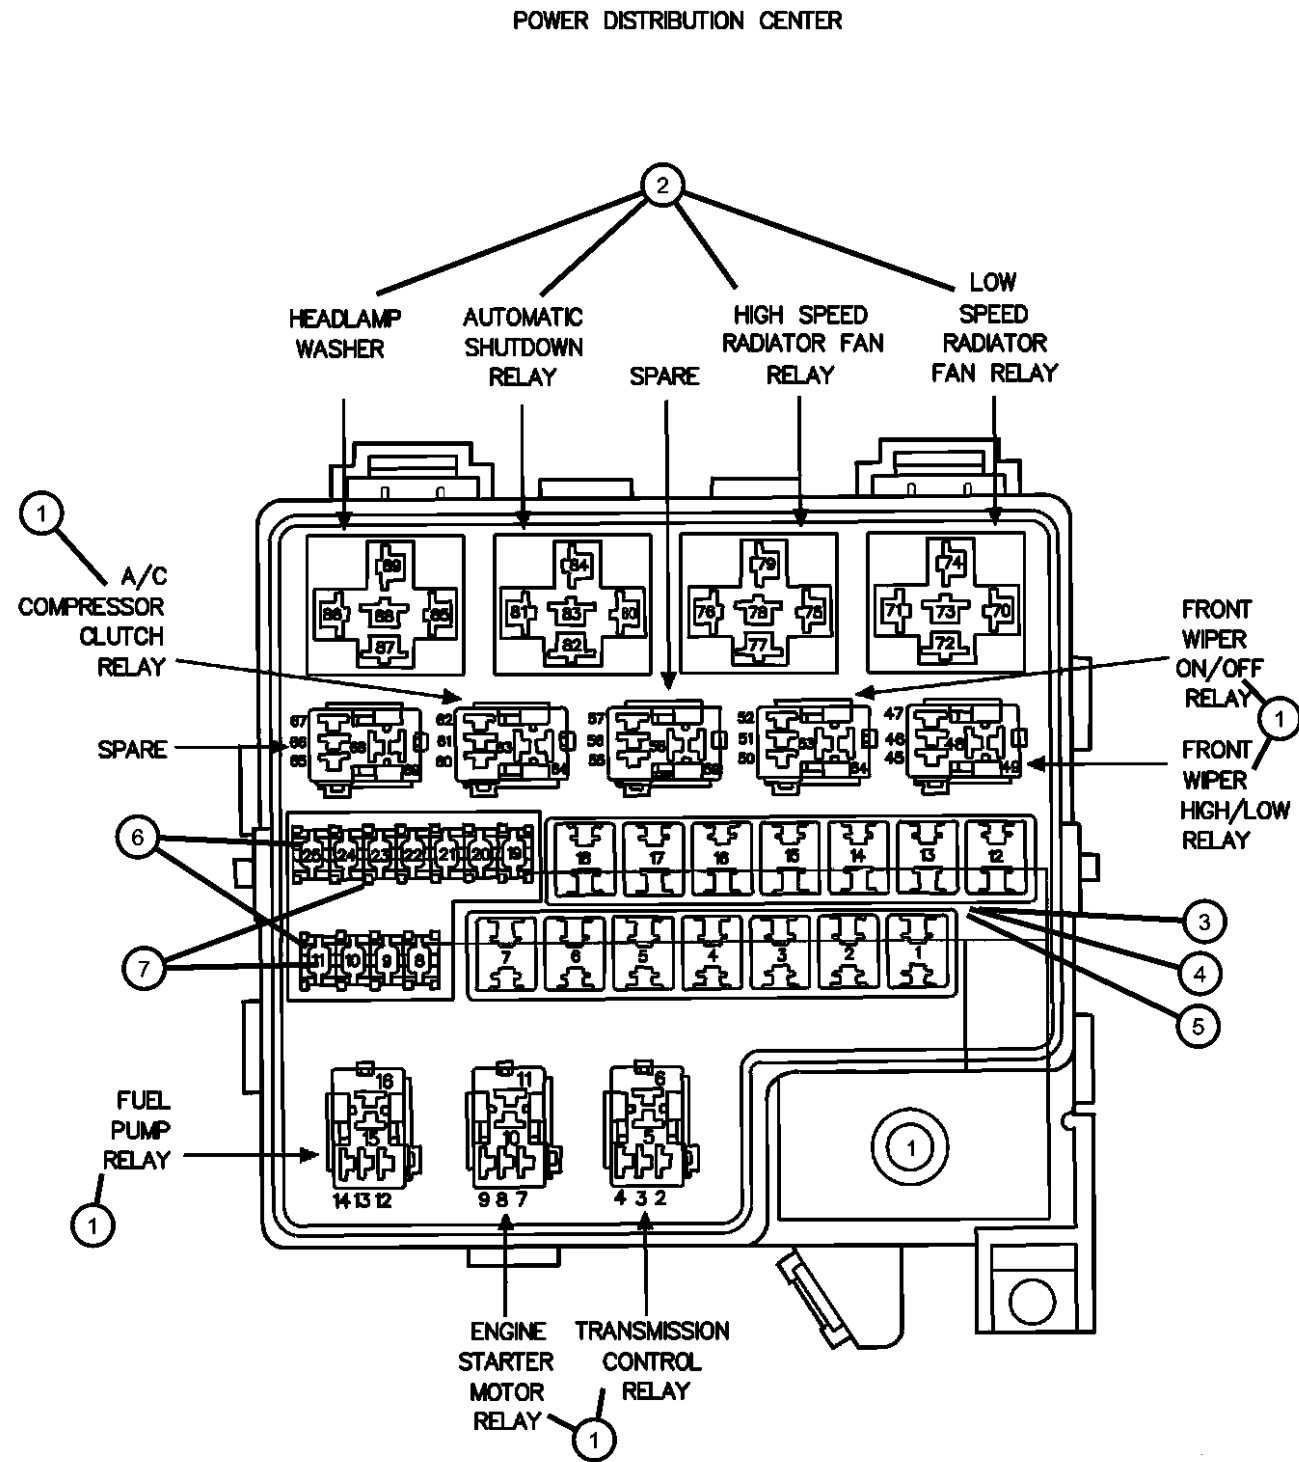 POWER DISTRIBUTION CENTER
2
HEADLAMP
WASHER
AUTOMATIC
SHUTDOWN
RELAY
SPARE
HIGH SPEED
RADIATOR FAN
RELAY
LOW
SPEED
RADIATOR
FAN RELAY
1
A/C
COMPRESSOR
CLUTCH
RELAY
84 79 74
81 83 76 78 75 71 73 70
87 82 77 72
FRONT
WIPER
ON/OFF
RELAY
1
FRONT
WIPER
HIGH/LOW
RELAY
SPARE
67 62 57 52 47
66 61 56 51 53 46 48
65 60 55 50 45
49
6
25 24 23 22 21 20 19
18 17 16 15 14 13 12
7
11 10 9 8
7 6 5 4 3 2 1
3
4
5
FUEL
PUMP
RELAY
1
16
15
14 13 12
11
10
9 8 7
6
5
4 3 2
1
ENGINE
STARTER
MOTOR
RELAY
TRANSMISSION
CONTROL
RELAY
1